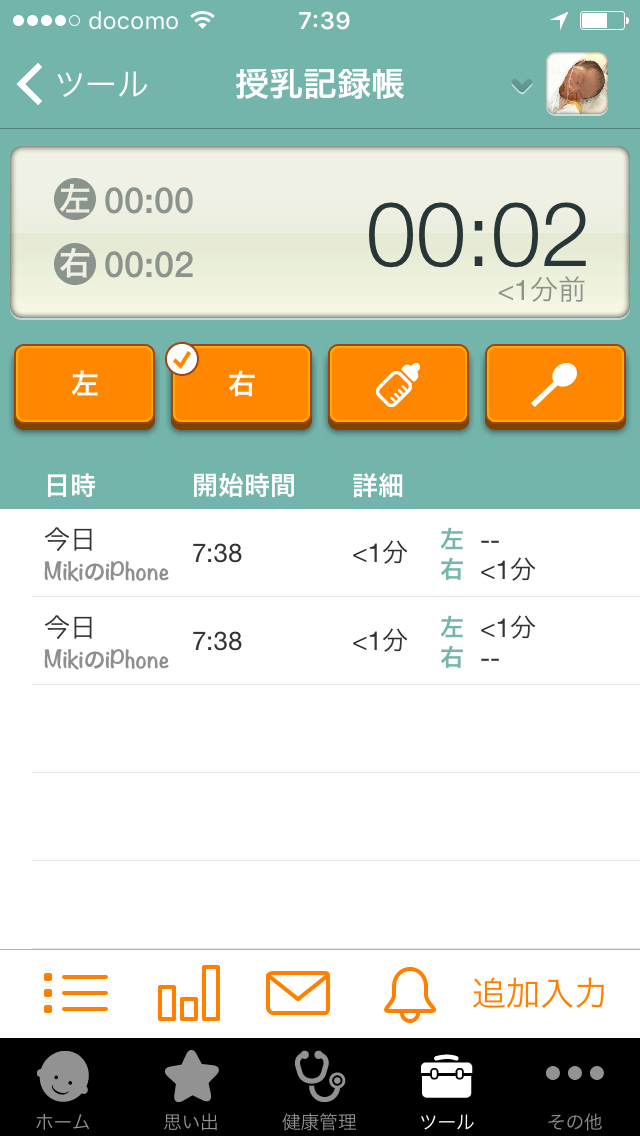 docomo 7:39
ツール 授乳記録帳
左 00:00
右 00:02
00:02
<1分前
左 右
日時 開始時間 詳細
今日 7:38 <1分 左 --
MikiのiPhone 右 <1分
今日 7:38 <1分 左 <1分
MikiのiPhone 右 --
追加入力
ホーム 思い出 健康管理 ツール その他